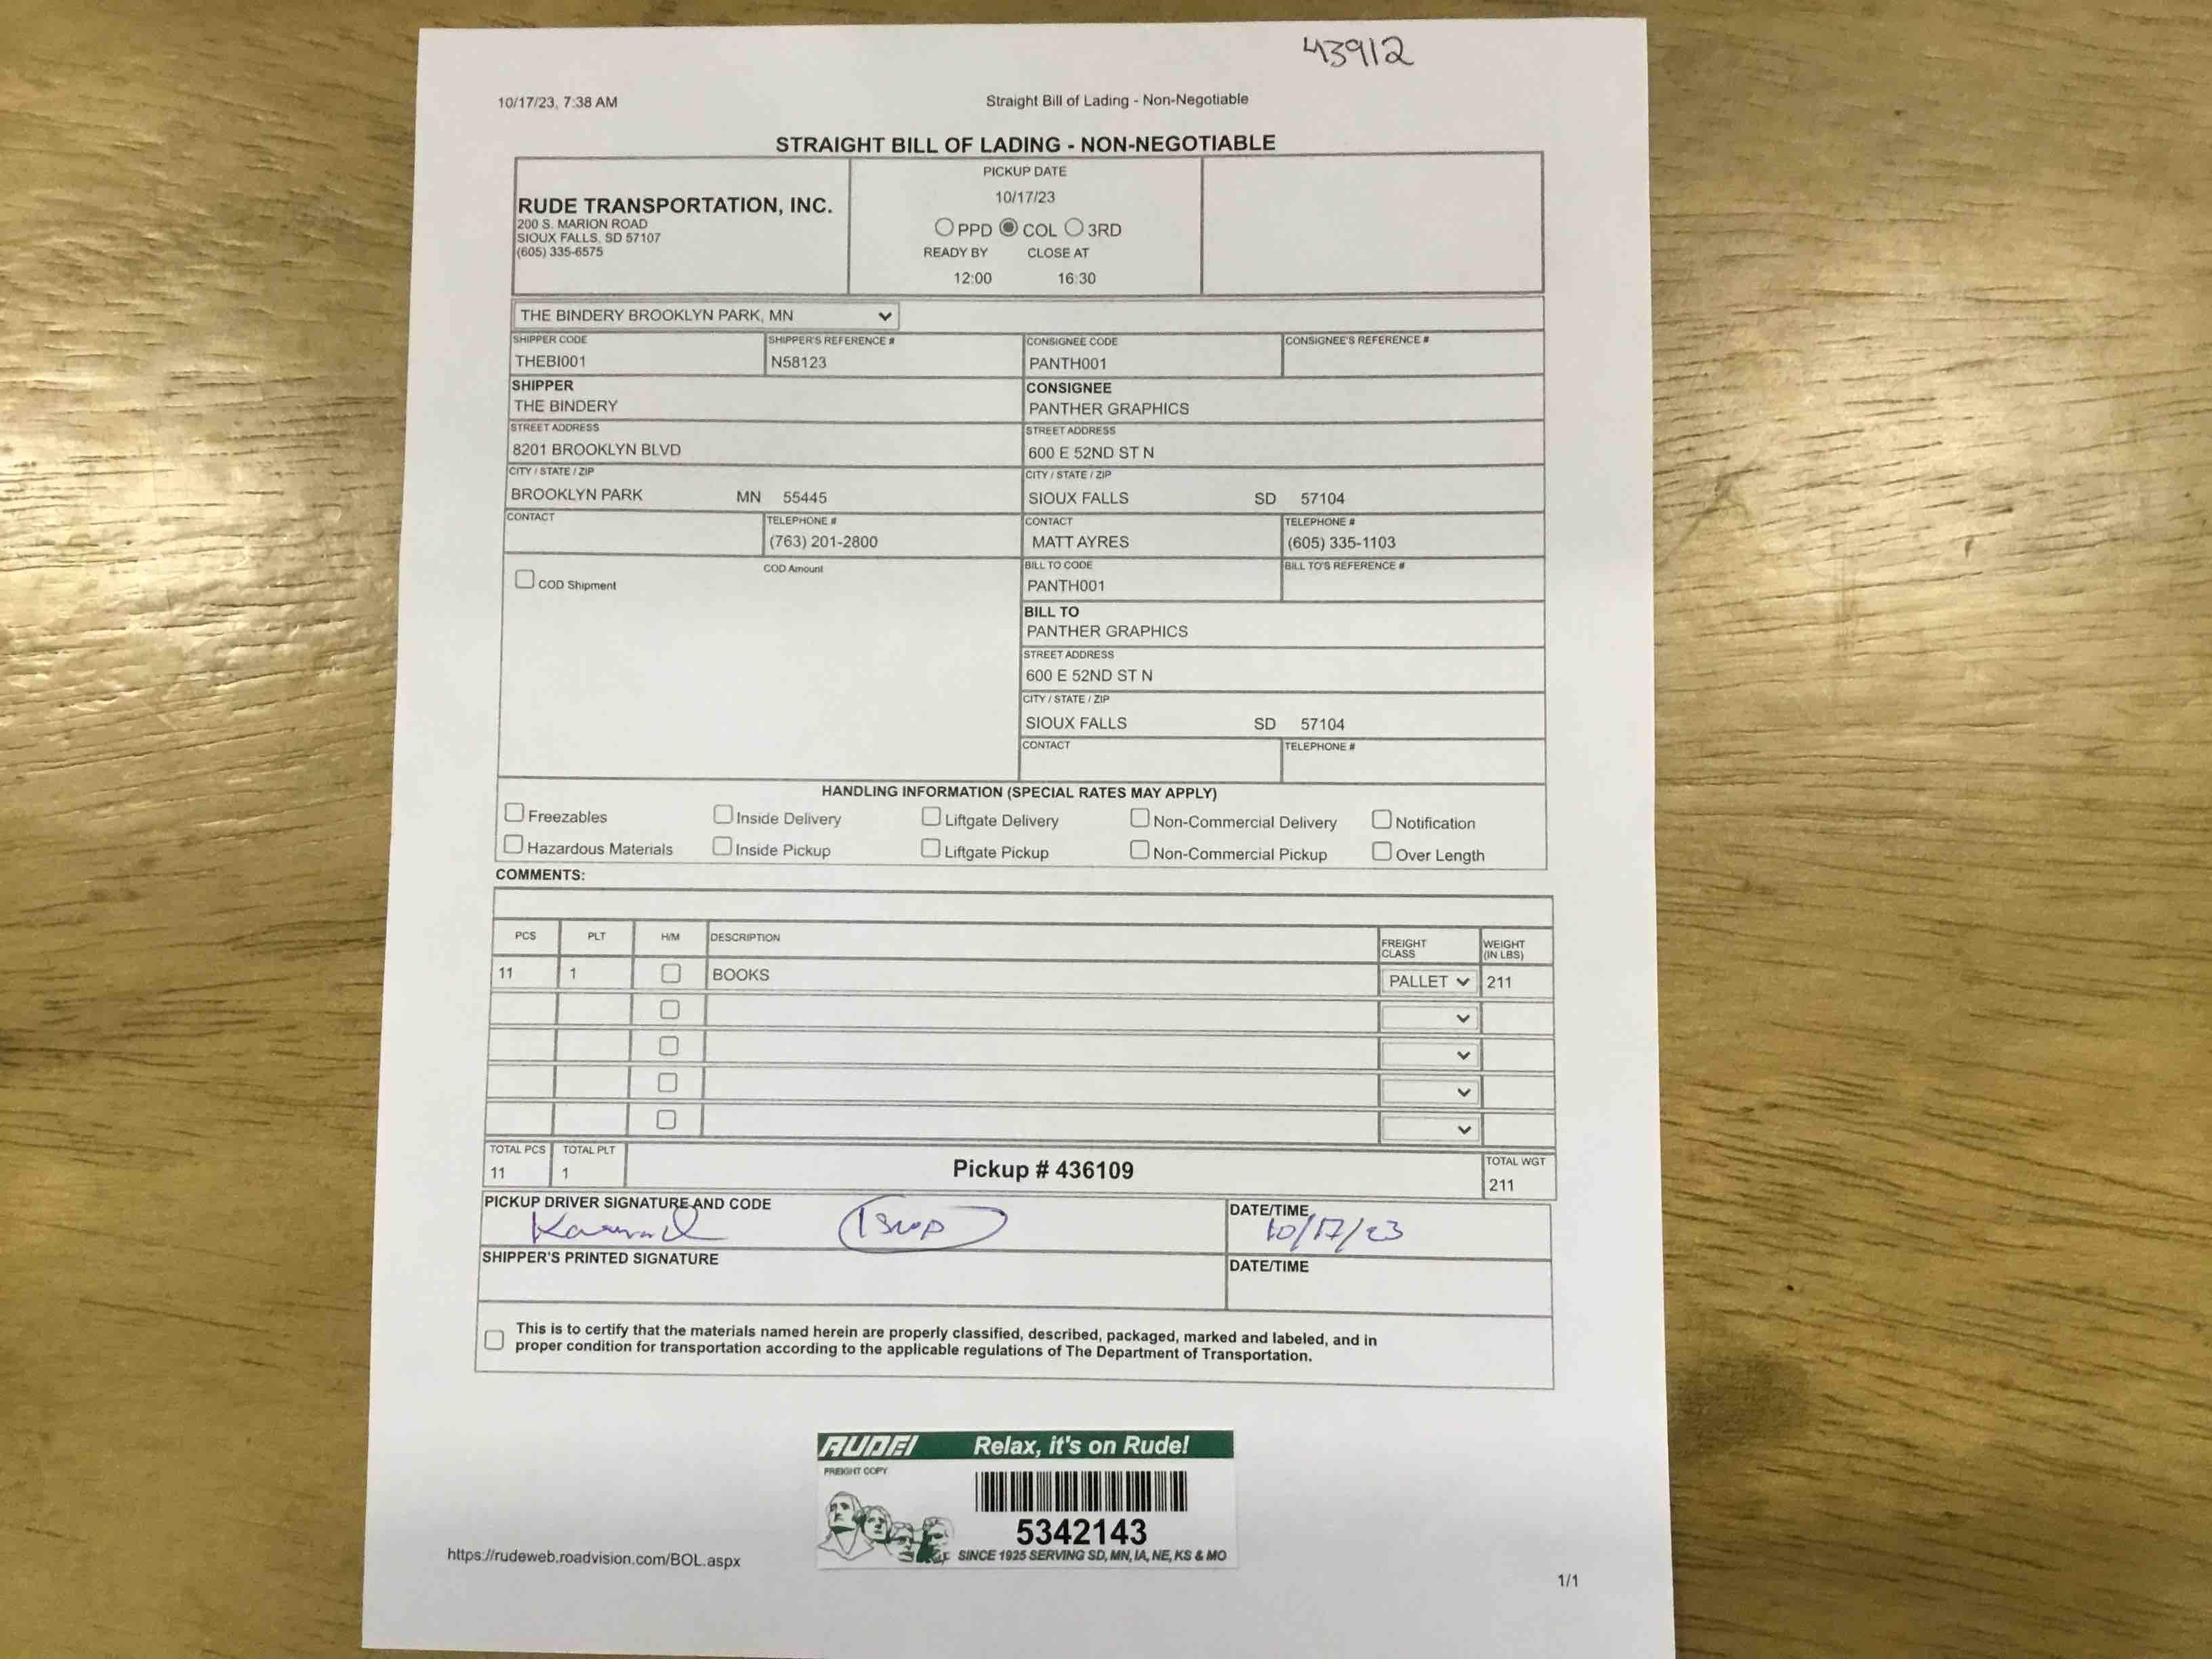 43912
10/17/23, 7:38 AM Straight Bill of Lading - Non-Negotiable
STRAIGHT BILL OF LADING - NON-NEGOTIABLE
RUDE TRANSPORTATION, INC.
200 S. MARION ROAD
SIOUX FALLS, SD 57107
(605) 335-6575
PICKUP DATE
10/17/23
PPD COL 3RD
READY BY CLOSE AT
12:00 16:30
THE BINDERY BROOKLYN PARK, MN
SHIPPER CODE SHIPPER'S REFERENCE # CONSIGNEE CODE CONSIGNEE'S REFERENCE #
THEBI001 N58123 PANTH001
SHIPPER CONSIGNEE
THE BINDERY PANTHER GRAPHICS
STREET ADDRESS STREET ADDRESS
8201 BROOKLYN BLVD 600 E 52ND ST N
CITY / STATE / ZIP CITY / STATE / ZIP
BROOKLYN PARK MN 55445 SIOUX FALLS SD 57104
CONTACT TELEPHONE # CONTACT TELEPHONE #
(763) 201-2800 MATT AYRES (605) 335-1103
COD Shipment COD Amount BILL TO CODE BILL TO'S REFERENCE #
PANTH001
BILL TO
PANTHER GRAPHICS
STREET ADDRESS
600 E 52ND ST N
CITY / STATE / ZIP
SIOUX FALLS SD 57104
CONTACT TELEPHONE #
HANDLING INFORMATION (SPECIAL RATES MAY APPLY)
Freezables Inside Delivery Liftgate Delivery Non-Commercial Delivery Notification
Hazardous Materials Inside Pickup Liftgate Pickup Non-Commercial Pickup Over Length
COMMENTS:
PCS PLT H/M DESCRIPTION FREIGHT CLASS WEIGHT (IN LBS)
11 1 BOOKS PALLET 211
TOTAL PCS TOTAL PLT TOTAL WGT
11 1 Pickup # 436109 211
PICKUP DRIVER SIGNATURE AND CODE DATE/TIME
10/17/23
SHIPPER'S PRINTED SIGNATURE DATE/TIME
This is to certify that the materials named herein are properly classified, described, packaged, marked and labeled, and in
proper condition for transportation according to the applicable regulations of The Department of Transportation.
RUDE! Relax, it's on Rude!
FREIGHT COPY
5342143
SINCE 1925 SERVING SD, MN, IA, NE, KS & MO
https://rudeweb.roadvision.com/BOL.aspx
1/1